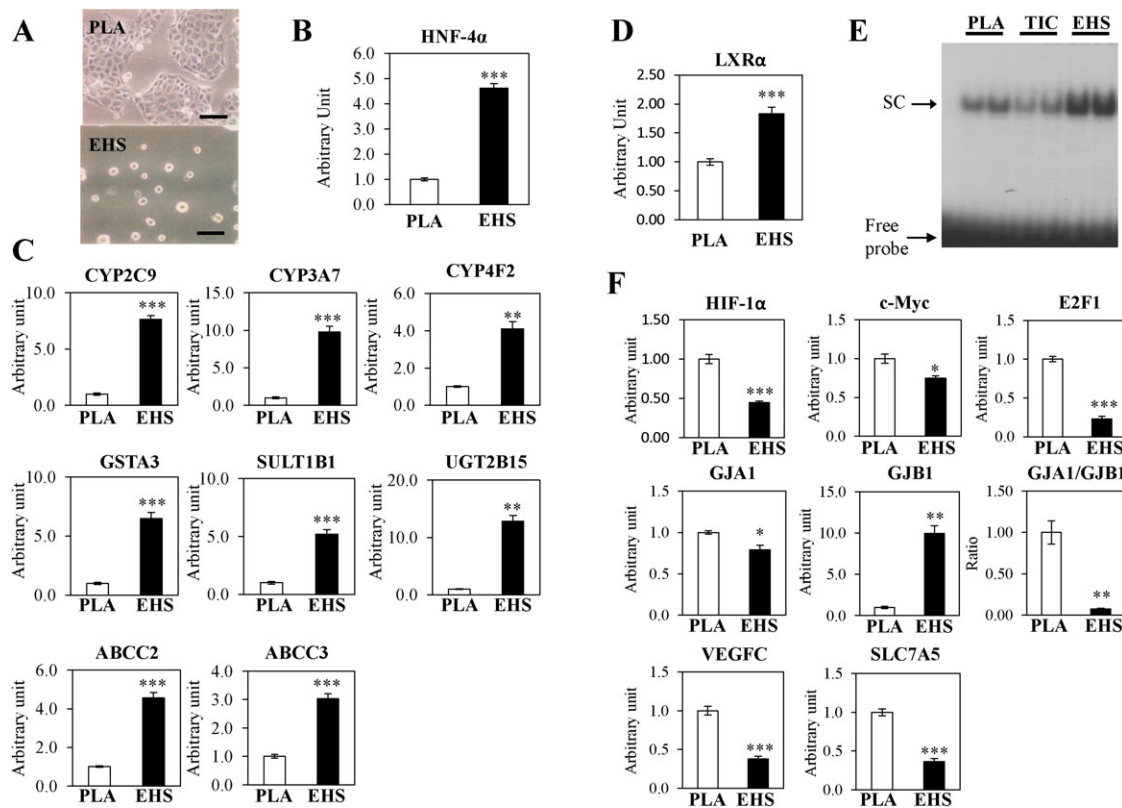 A
PLA
EHS
B
HNF-4α
Arbitrary Unit
6.0
5.0
4.0
3.0
2.0
1.0
0.0
***
PLA EHS
D
LXRα
Arbitrary Unit
2.50
2.00
1.50
1.00
0.50
0.00
***
PLA EHS
E
PLA TIC EHS
SC
Free
probe
C
CYP2C9
Arbitrary unit
10.0
5.0
0.0
***
PLA EHS
CYP3A7
Arbitrary unit
15.0
10.0
5.0
0.0
***
PLA EHS
CYP4F2
Arbitrary unit
6.0
4.0
2.0
0.0
**
PLA EHS
GSTA3
Arbitrary unit
10.0
5.0
0.0
***
PLA EHS
SULT1B1
Arbitrary unit
10.0
5.0
0.0
***
PLA EHS
UGT2B15
Arbitrary unit
20.0
10.0
0.0
**
PLA EHS
ABCC2
Arbitrary unit
6.0
4.0
2.0
0.0
***
PLA EHS
ABCC3
Arbitrary unit
4.0
3.0
2.0
1.0
0.0
***
PLA EHS
F
HIF-1α
Arbitrary unit
1.50
1.00
0.50
0.00
***
PLA EHS
c-Myc
Arbitrary unit
1.50
1.00
0.50
0.00
*
PLA EHS
E2F1
Arbitrary unit
1.50
1.00
0.50
0.00
***
PLA EHS
GJA1
Arbitrary unit
1.5
1.0
0.5
0.0
*
PLA EHS
GJB1
Arbitrary unit
15.0
10.0
5.0
0.0
**
PLA EHS
GJA1/GJB1
Ratio
1.50
1.00
0.50
0.00
**
PLA EHS
VEGFC
Arbitrary unit
1.5
1.0
0.5
0.0
***
PLA EHS
SLC7A5
Arbitrary unit
1.5
1.0
0.5
0.0
***
PLA EHS